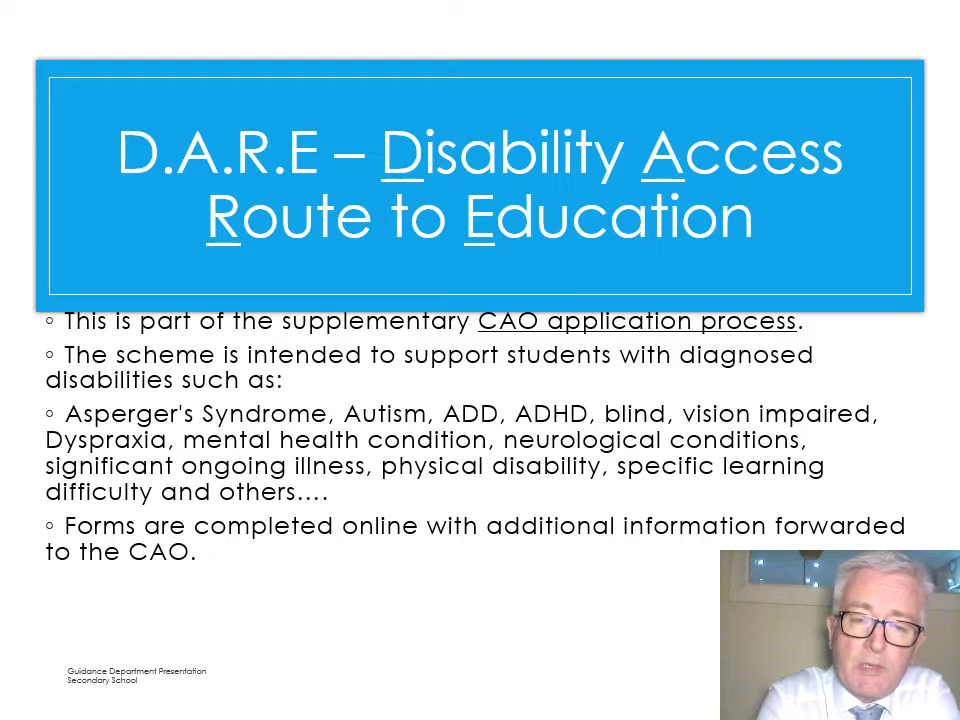 D.A.R.E – Disability Access
Route to Education
◦ This is part of the supplementary CAO application process.
◦ The scheme is intended to support students with diagnosed
disabilities such as:
◦ Asperger's Syndrome, Autism, ADD, ADHD, blind, vision impaired,
Dyspraxia, mental health condition, neurological conditions,
significant ongoing illness, physical disability, specific learning
difficulty and others….
◦ Forms are completed online with additional information forwarded
to the CAO.
Guidance Department Presentation
Secondary School